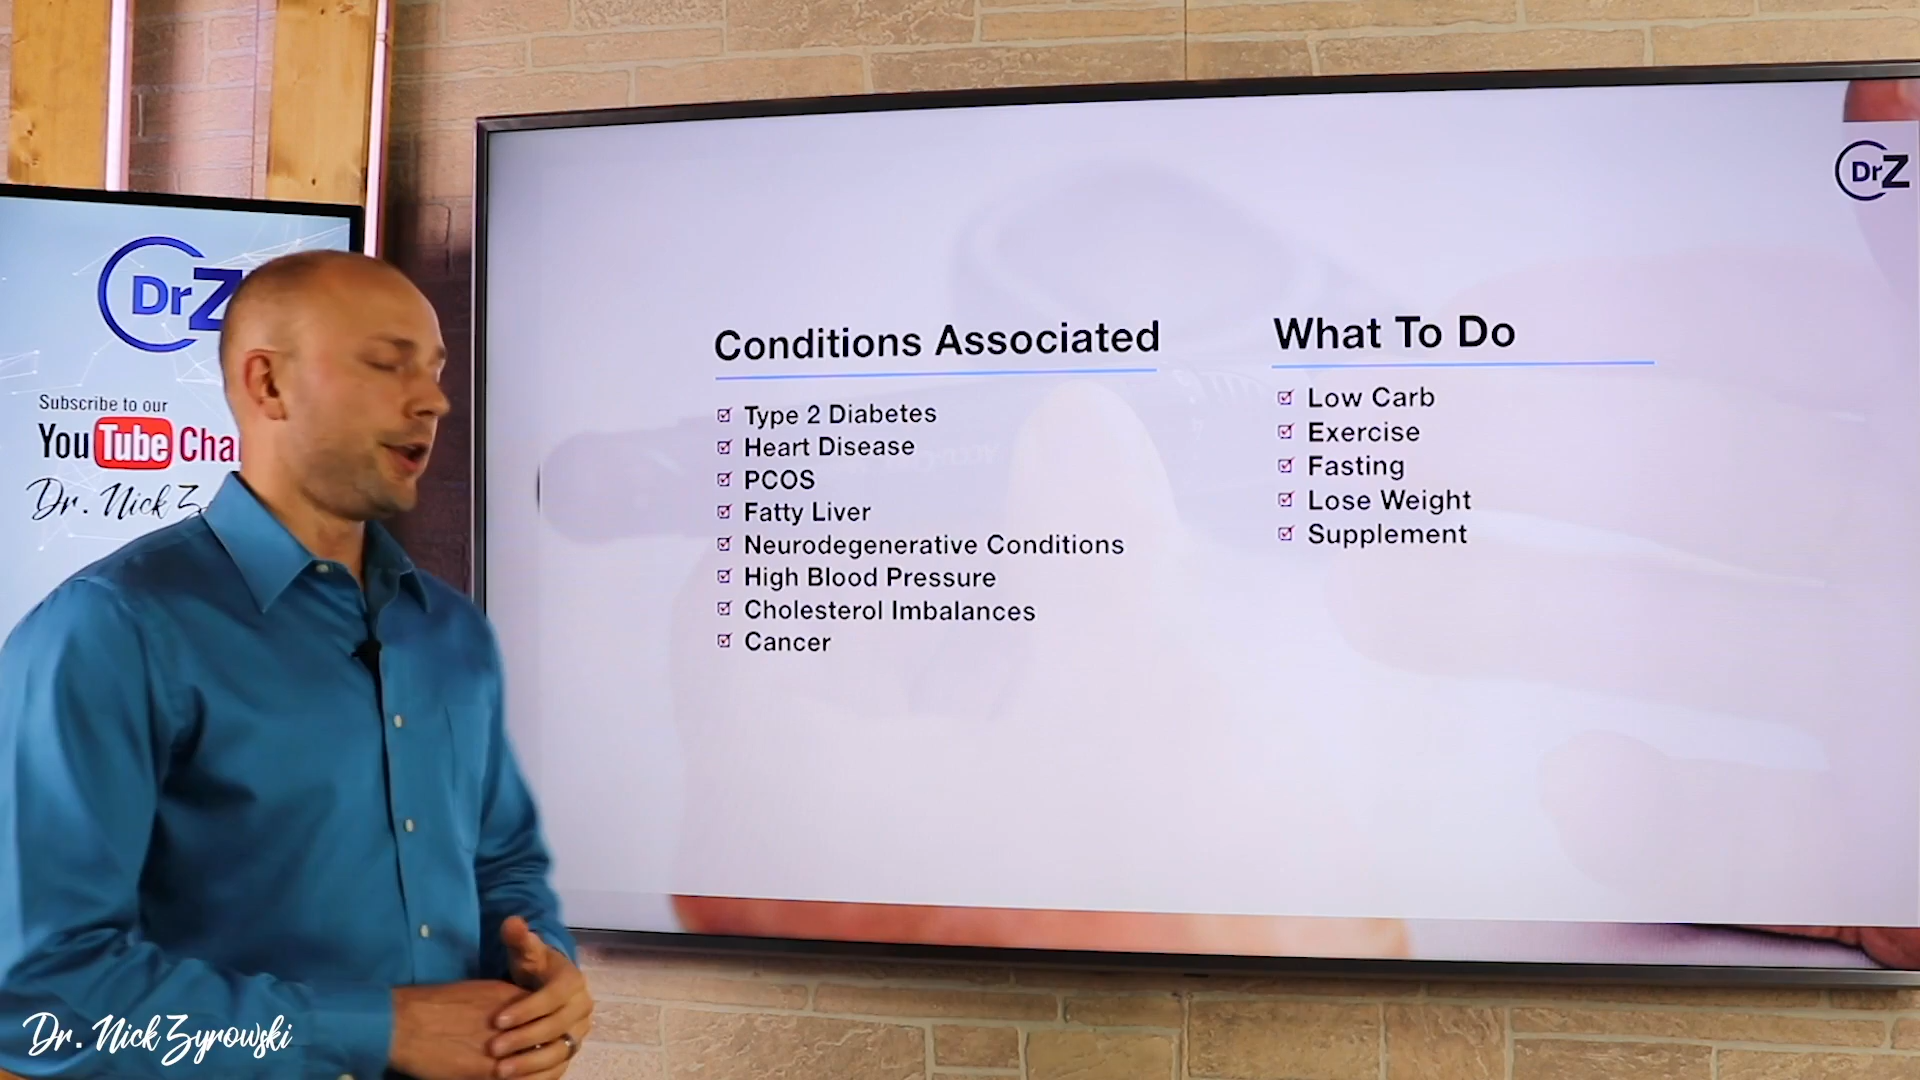 DrZ
Subscribe to our
YouTube Cha
Dr. Nick Z
DrZ
Conditions Associated
Type 2 Diabetes
Heart Disease
PCOS
Fatty Liver
Neurodegenerative Conditions
High Blood Pressure
Cholesterol Imbalances
Cancer
What To Do
Low Carb
Exercise
Fasting
Lose Weight
Supplement
Dr. Nick Zyrowski